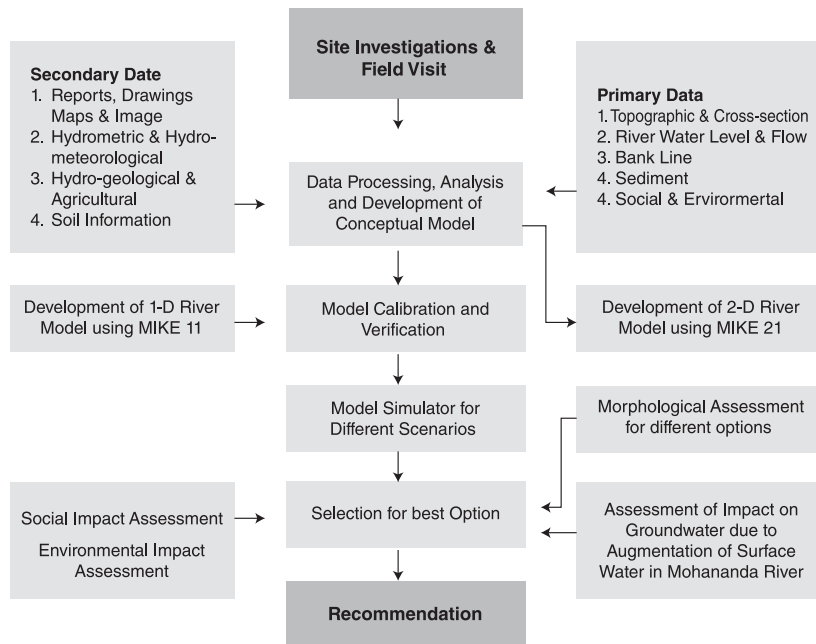 Site Investigations &
Field Visit
Secondary Date
1. Reports, Drawings
Maps & Image
2. Hydrometric & Hydro-
meteorological
3. Hydro-geological &
Agricultural
4. Soil Information
Primary Data
1. Topographic & Cross-section
2. River Water Level & Flow
3. Bank Line
4. Sediment
4. Social & Envirormertal
Data Processing, Analysis
and Development of
Conceptual Model
Development of 1-D River
Model using MIKE 11
Model Calibration and
Verification
Development of 2-D River
Model using MIKE 21
Model Simulator for
Different Scenarios
Morphological Assessment
for different options
Social Impact Assessment
Environmental Impact
Assessment
Selection for best Option
Assessment of Impact on
Groundwater due to
Augmentation of Surface
Water in Mohananda River
Recommendation